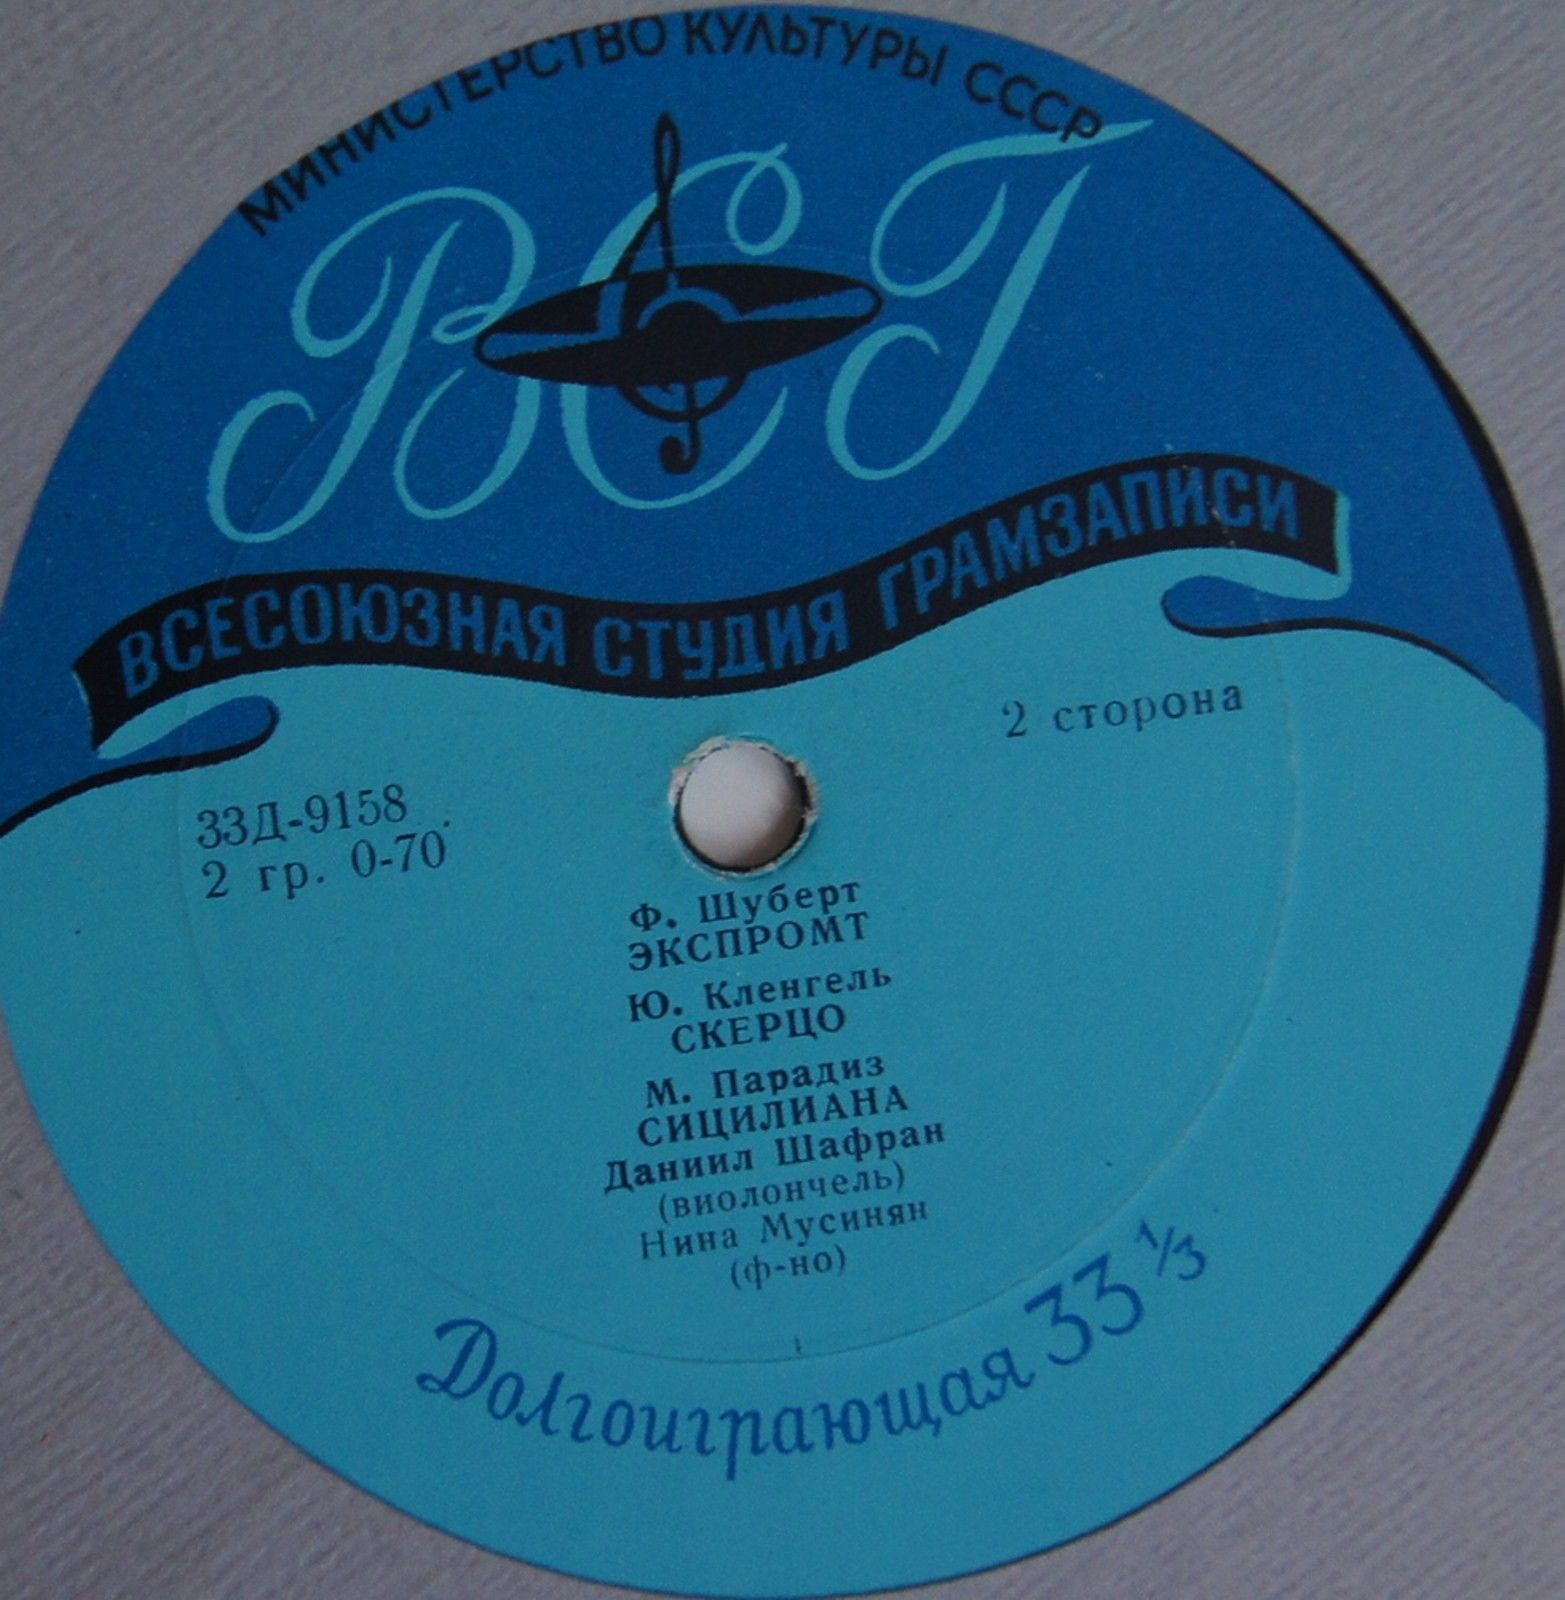 МИНИСТЕРСТВО КУЛЬТУРЫ СССР
ВСГ
ВСЕСОЮЗНАЯ СТУДИЯ ГРАМЗАПИСИ
2 сторона
33Д-9158
2 гр. 0-70
Ф. Шуберт
ЭКСПРОМТ
Ю. Кленгель
СКЕРЦО
М. Парадиз
СИЦИЛИАНА
Даниил Шафран
(виолончель)
Нина Мусинян
(ф-но)
Долгоиграющая 33 1/3